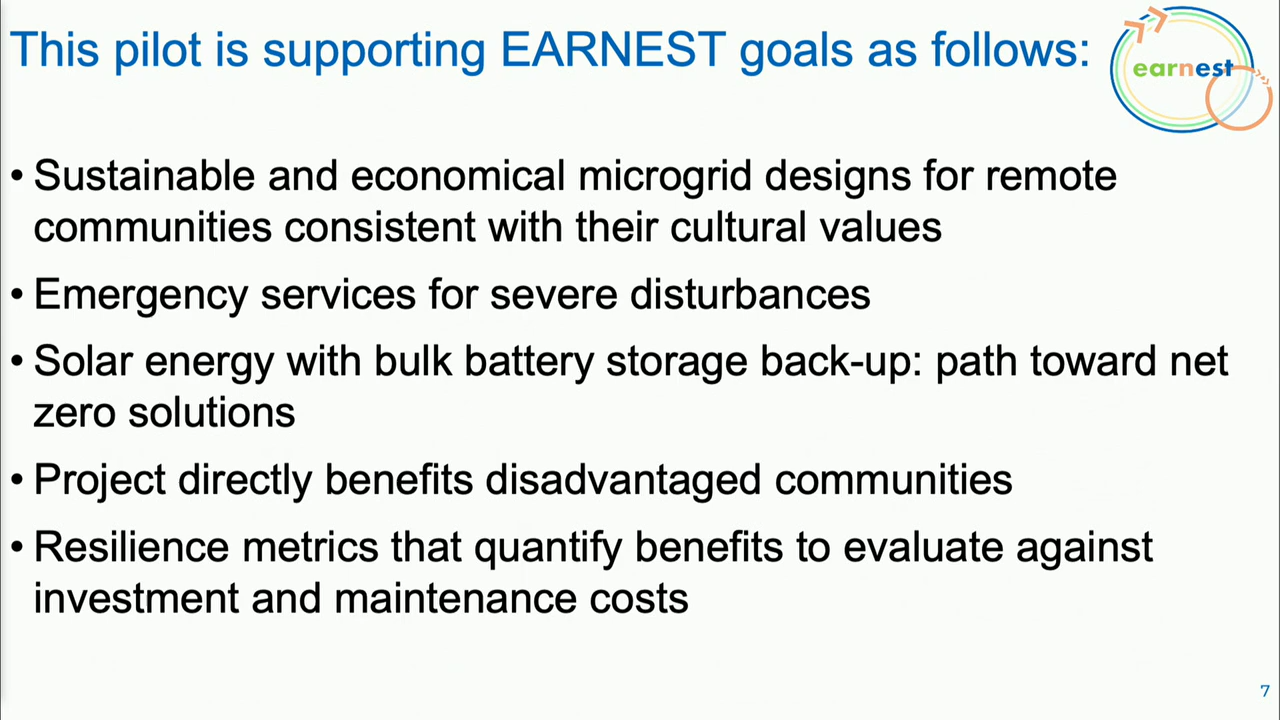 This pilot is supporting EARNEST goals as follows:
earnest
• Sustainable and economical microgrid designs for remote
communities consistent with their cultural values
• Emergency services for severe disturbances
• Solar energy with bulk battery storage back-up: path toward net
zero solutions
• Project directly benefits disadvantaged communities
• Resilience metrics that quantify benefits to evaluate against
investment and maintenance costs
7